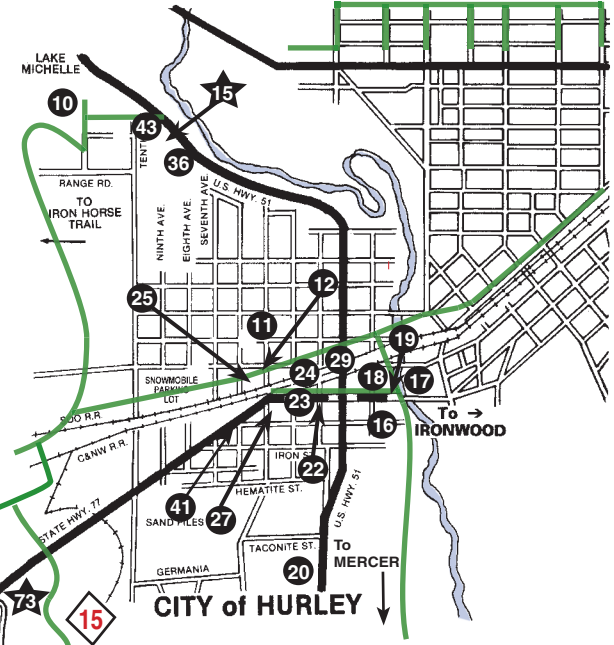 LAKE
MICHELLE
15
10
43
TENT
36
RANGE RD.
U.S. HWY. 51
TO
IRON HORSE
TRAIL
NINTH AVE.
EIGHTH AVE.
SEVENTH AVE.
25
12
11
19
29
24
18
17
SNOWMOBILE
PARKING
LOT
23
SOO R.R.
To →
IRONWOOD
16
C&NW R.R.
IRON ST.
22
HEMATITE ST.
41
27
SAND PILES
U.S. HWY. 51
STATE HWY. 77
TACONITE ST.
To
MERCER
GERMANIA
20
73
15
CITY of HURLEY